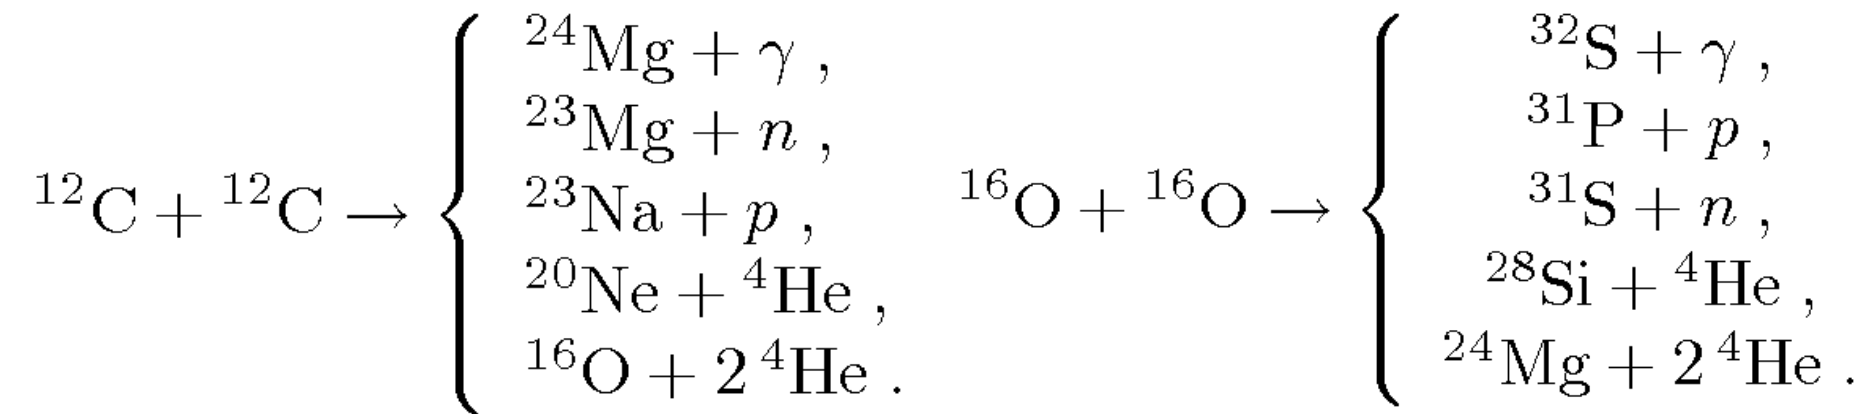 ¹²C + ¹²C → { ²⁴Mg + γ ,
²³Mg + n ,
²³Na + p ,
²⁰Ne + ⁴He ,
¹⁶O + 2 ⁴He .
¹⁶O + ¹⁶O → { ³²S + γ ,
³¹P + p ,
³¹S + n ,
²⁸Si + ⁴He ,
²⁴Mg + 2 ⁴He .